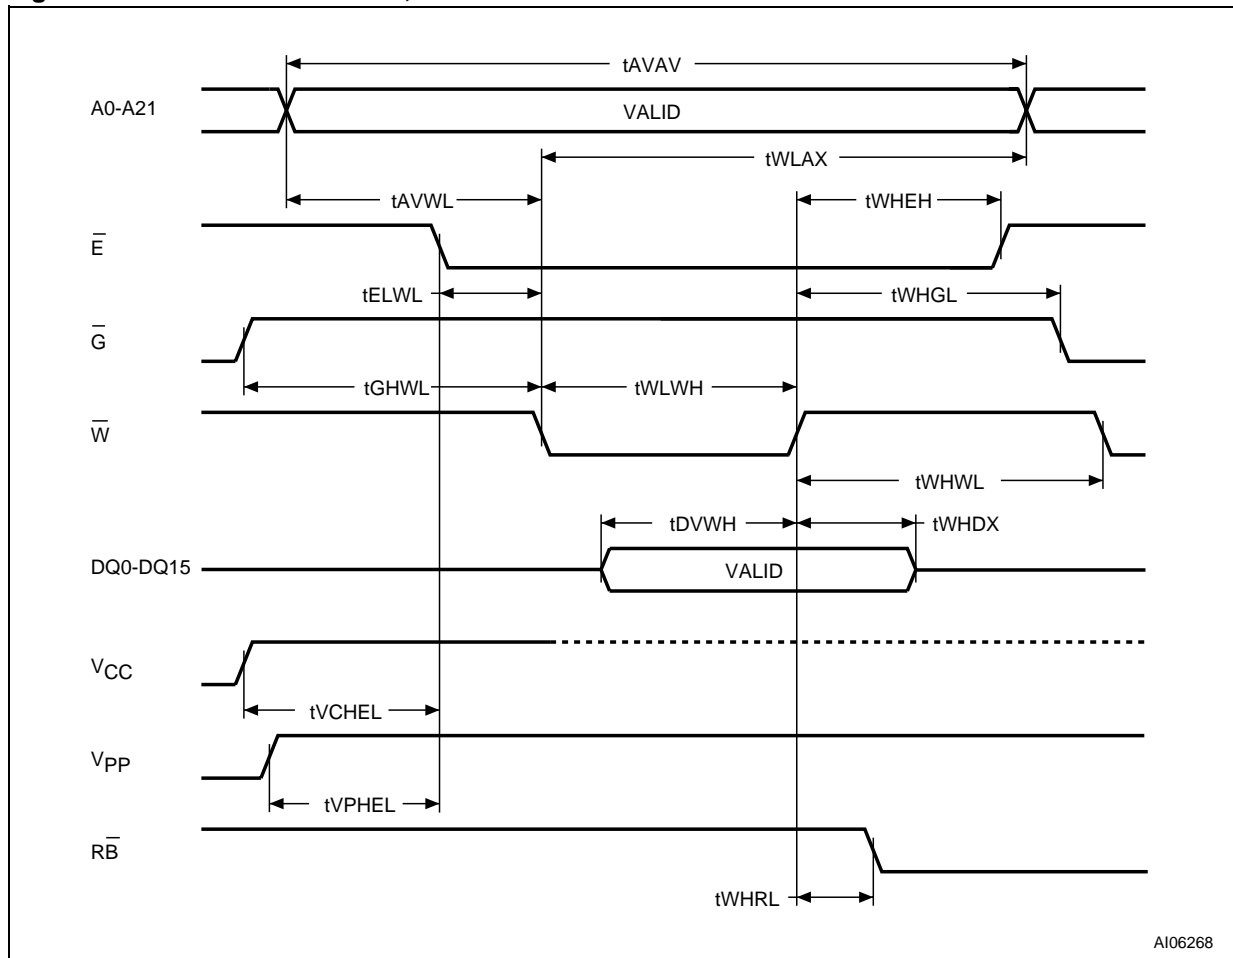 tAVAV
A0-A21
VALID
tWLAX
tAVWL
tWHEH
E̅
tELWL
tWHGL
G̅
tGHWL
tWLWH
W̅
tWHWL
tDVWH
tWHDX
DQ0-DQ15
VALID
VCC
tVCHEL
VPP
tVPHEL
RB̅
tWHRL
AI06268